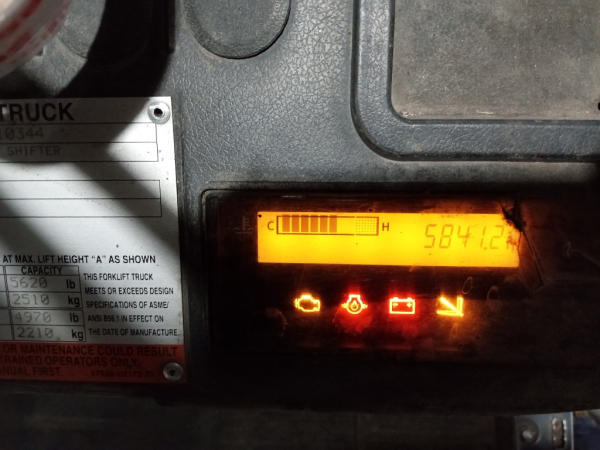 TRUCK
10344
SHIFTER
AT MAX. LIFT HEIGHT "A" AS SHOWN
CAPACITY
5620 lb
2510 kg
4970 lb
2210 kg
THIS FORKLIFT TRUCK
MEETS OR EXCEEDS DESIGN
SPECIFICATIONS OF ASME/
ANSI B56.1 IN EFFECT ON
THE DATE OF MANUFACTURE.
OR MAINTENANCE COULD RESULT
TRAINED OPERATORS ONLY.
ANUAL FIRST.
C H 5841.2